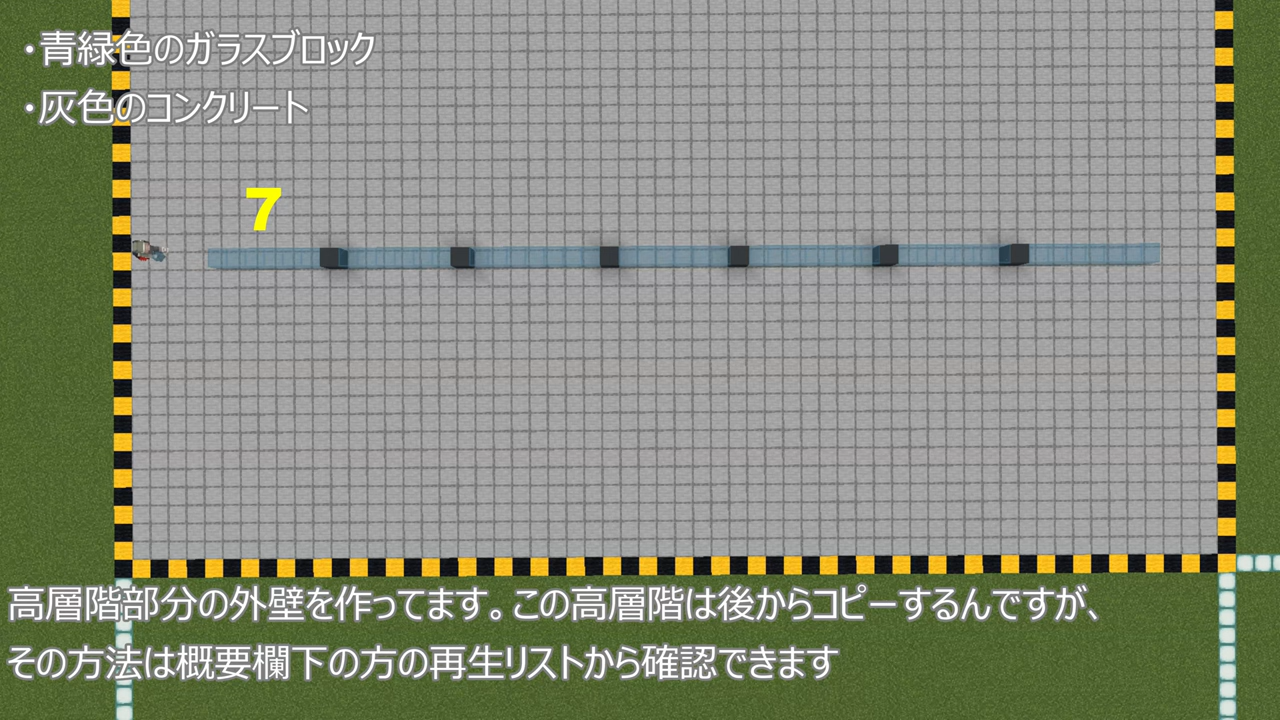 ・青緑色のガラスブロック
・灰色のコンクリート
7
高層階部分の外壁を作ってます。この高層階は後からコピーするんですが、
その方法は概要欄下の方の再生リストから確認できます